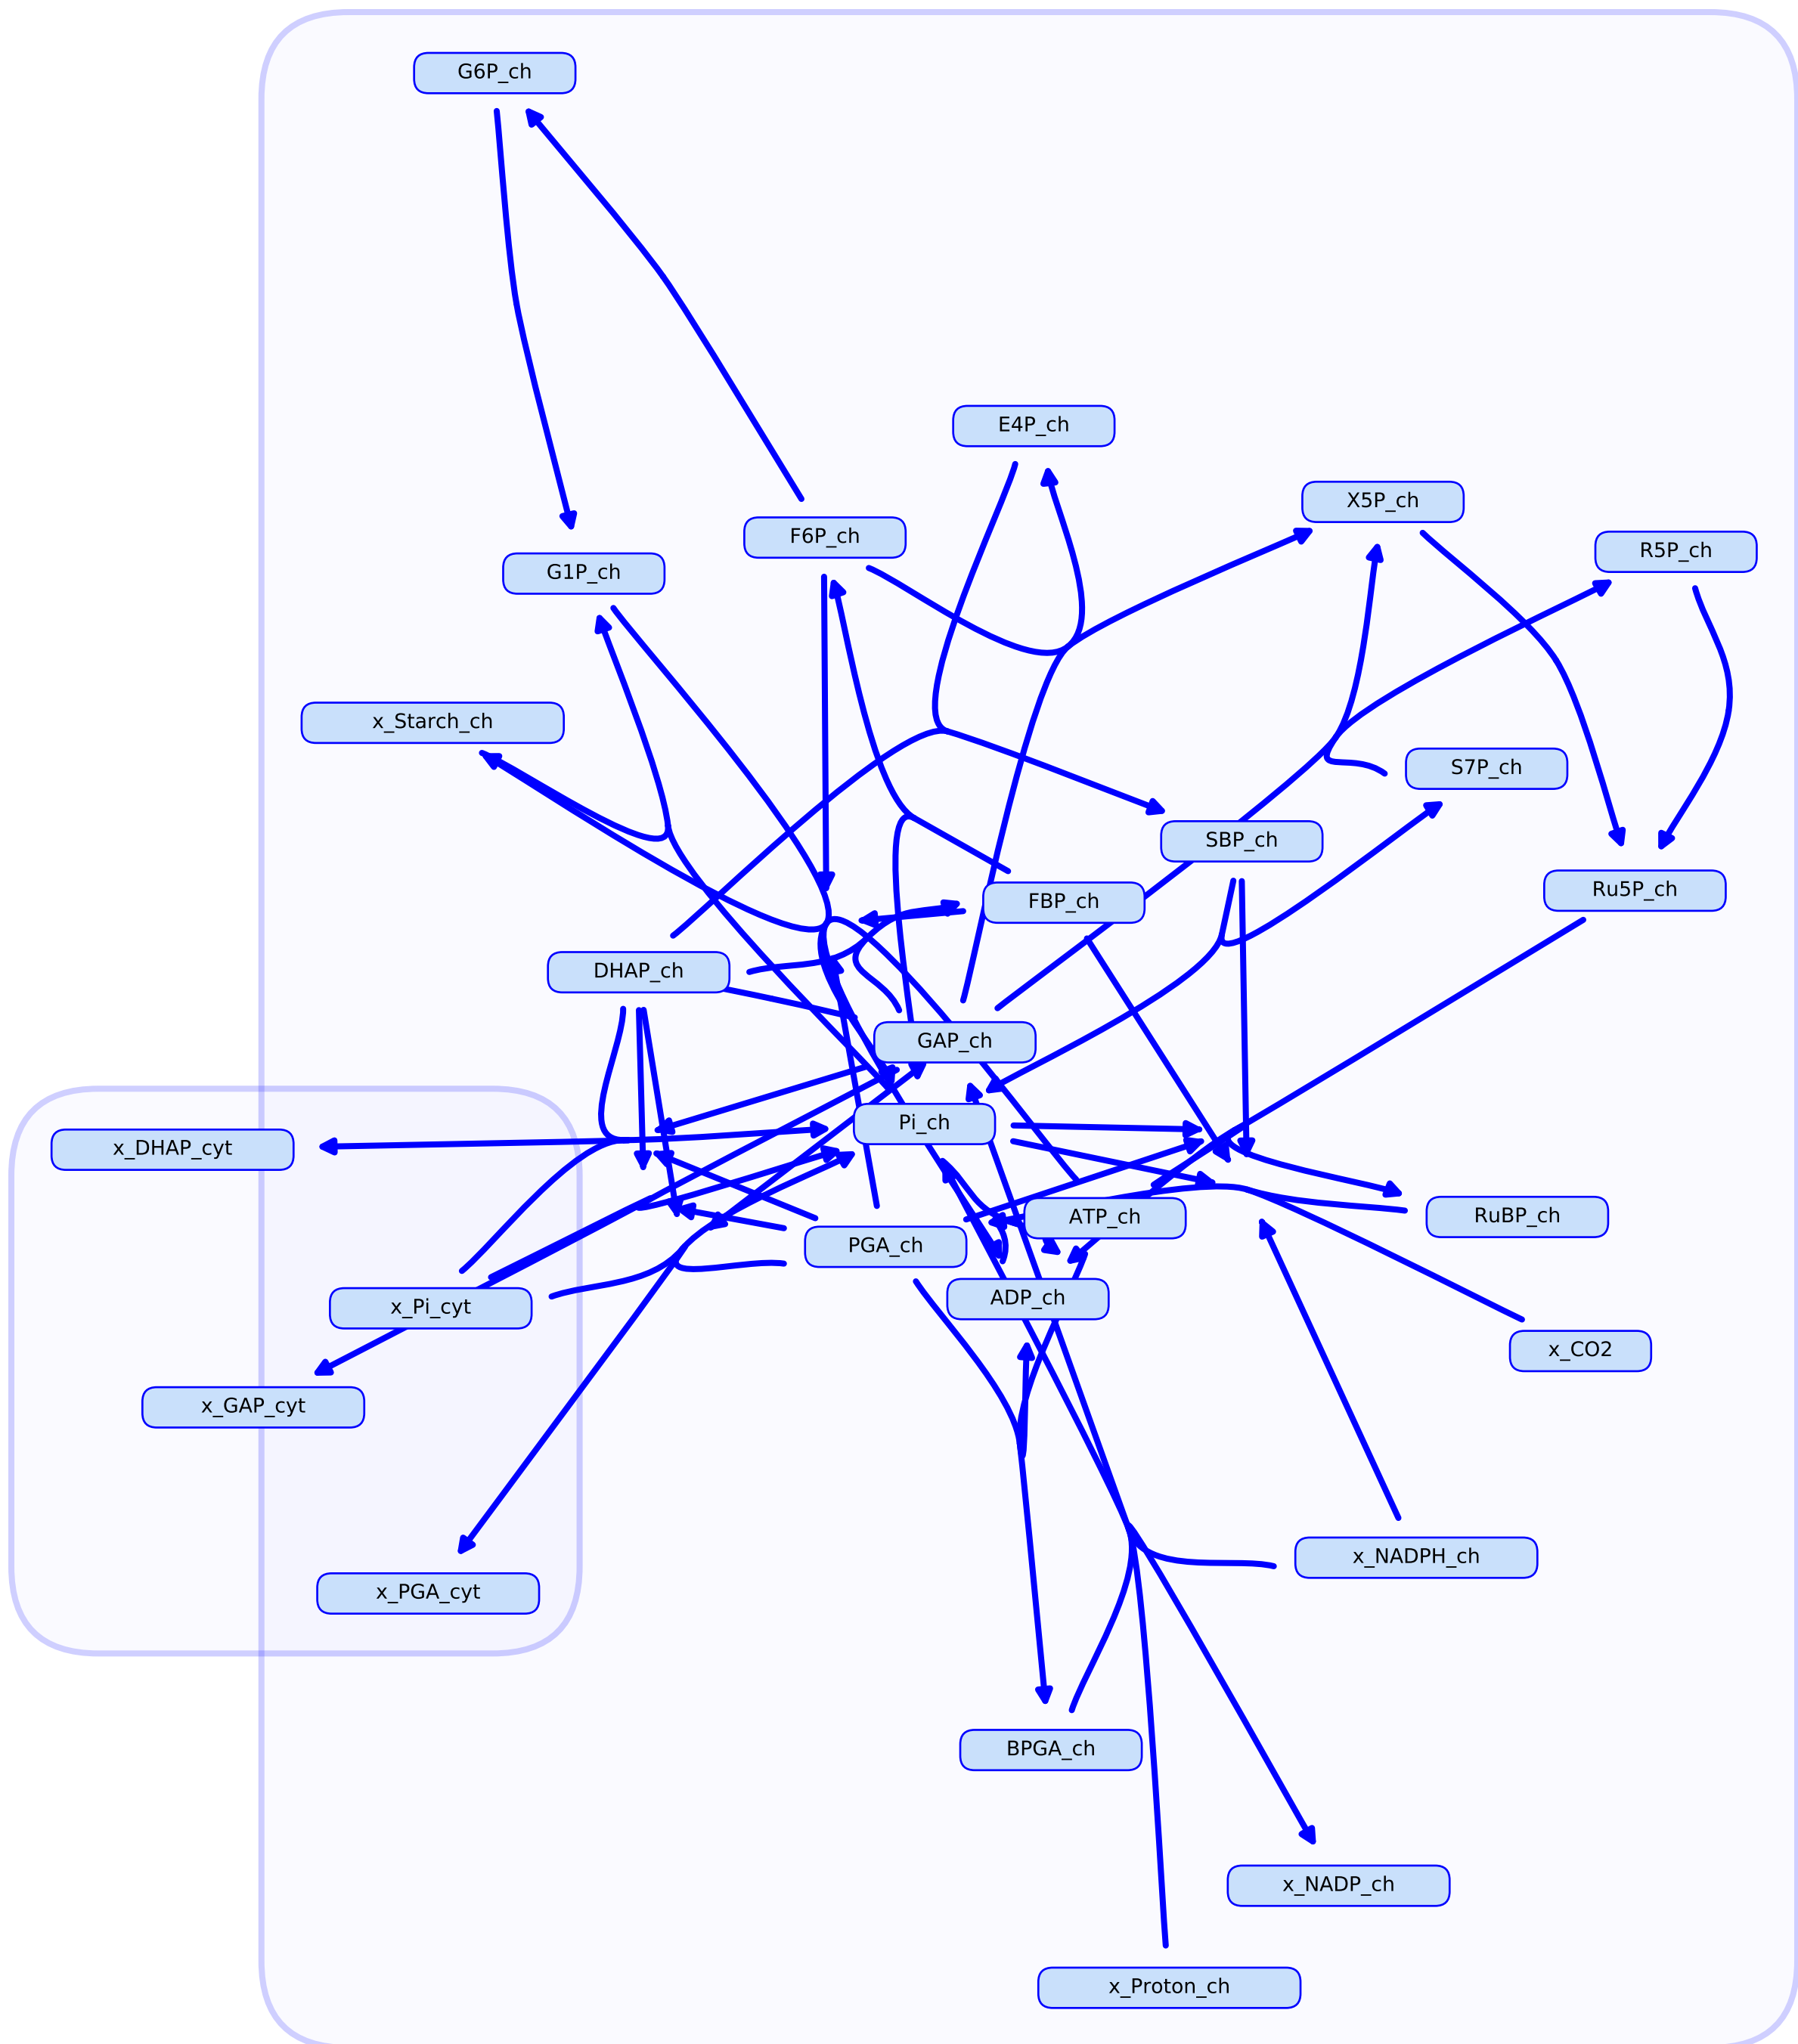 G6P_ch
E4P_ch
X5P_ch
F6P_ch
R5P_ch
G1P_ch
x_Starch_ch
S7P_ch
SBP_ch
Ru5P_ch
FBP_ch
DHAP_ch
GAP_ch
Pi_ch
x_DHAP_cyt
ATP_ch
RuBP_ch
PGA_ch
ADP_ch
x_Pi_cyt
x_CO2
x_GAP_cyt
x_NADPH_ch
x_PGA_cyt
BPGA_ch
x_NADP_ch
x_Proton_ch